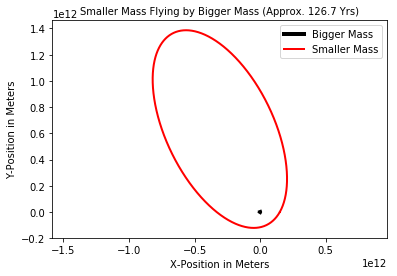 Smaller Mass Flying by Bigger Mass (Approx. 126.7 Yrs)
1e12
Bigger Mass
Smaller Mass
1.4
1.2
1.0
0.8
0.6
0.4
0.2
0.0
−0.2
Y-Position in Meters
−1.5
−1.0
−0.5
0.0
0.5
1e12
X-Position in Meters